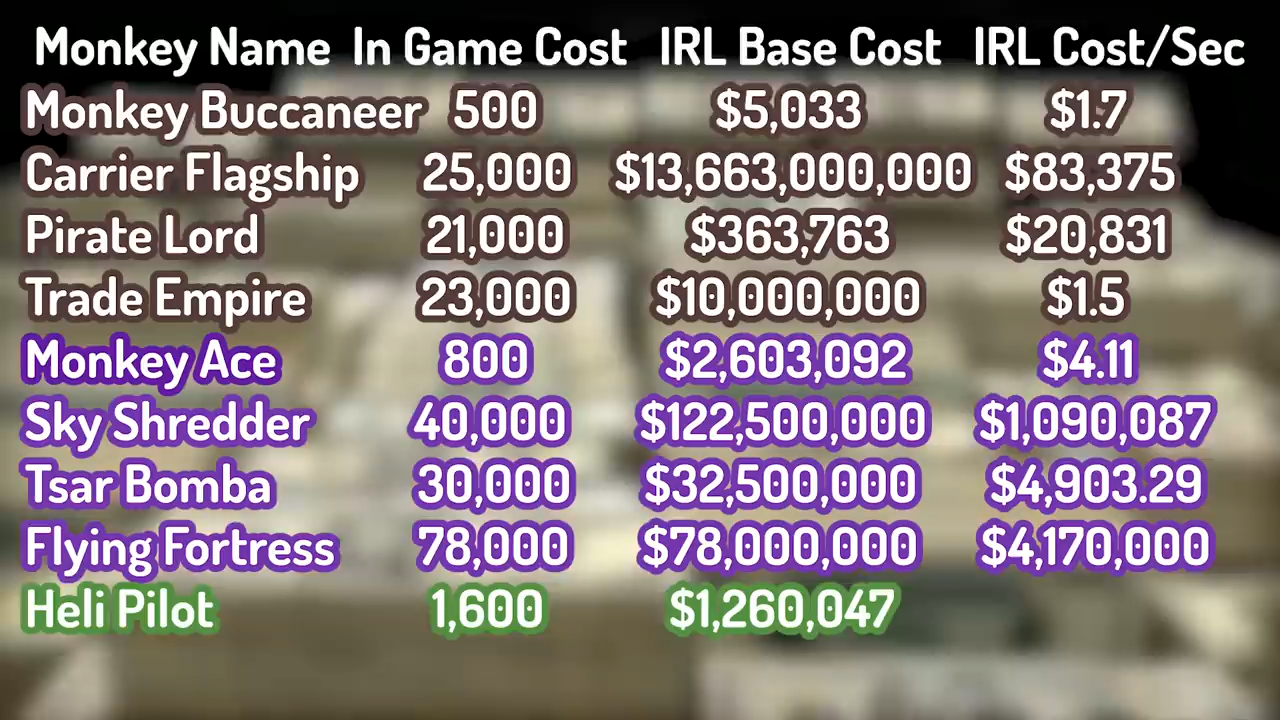 Monkey Name In Game Cost IRL Base Cost IRL Cost/Sec
Monkey Buccaneer 500 $5,033 $1.7
Carrier Flagship 25,000 $13,663,000,000 $83,375
Pirate Lord 21,000 $363,763 $20,831
Trade Empire 23,000 $10,000,000 $1.5
Monkey Ace 800 $2,603,092 $4.11
Sky Shredder 40,000 $122,500,000 $1,090,087
Tsar Bomba 30,000 $32,500,000 $4,903.29
Flying Fortress 78,000 $78,000,000 $4,170,000
Heli Pilot 1,600 $1,260,047